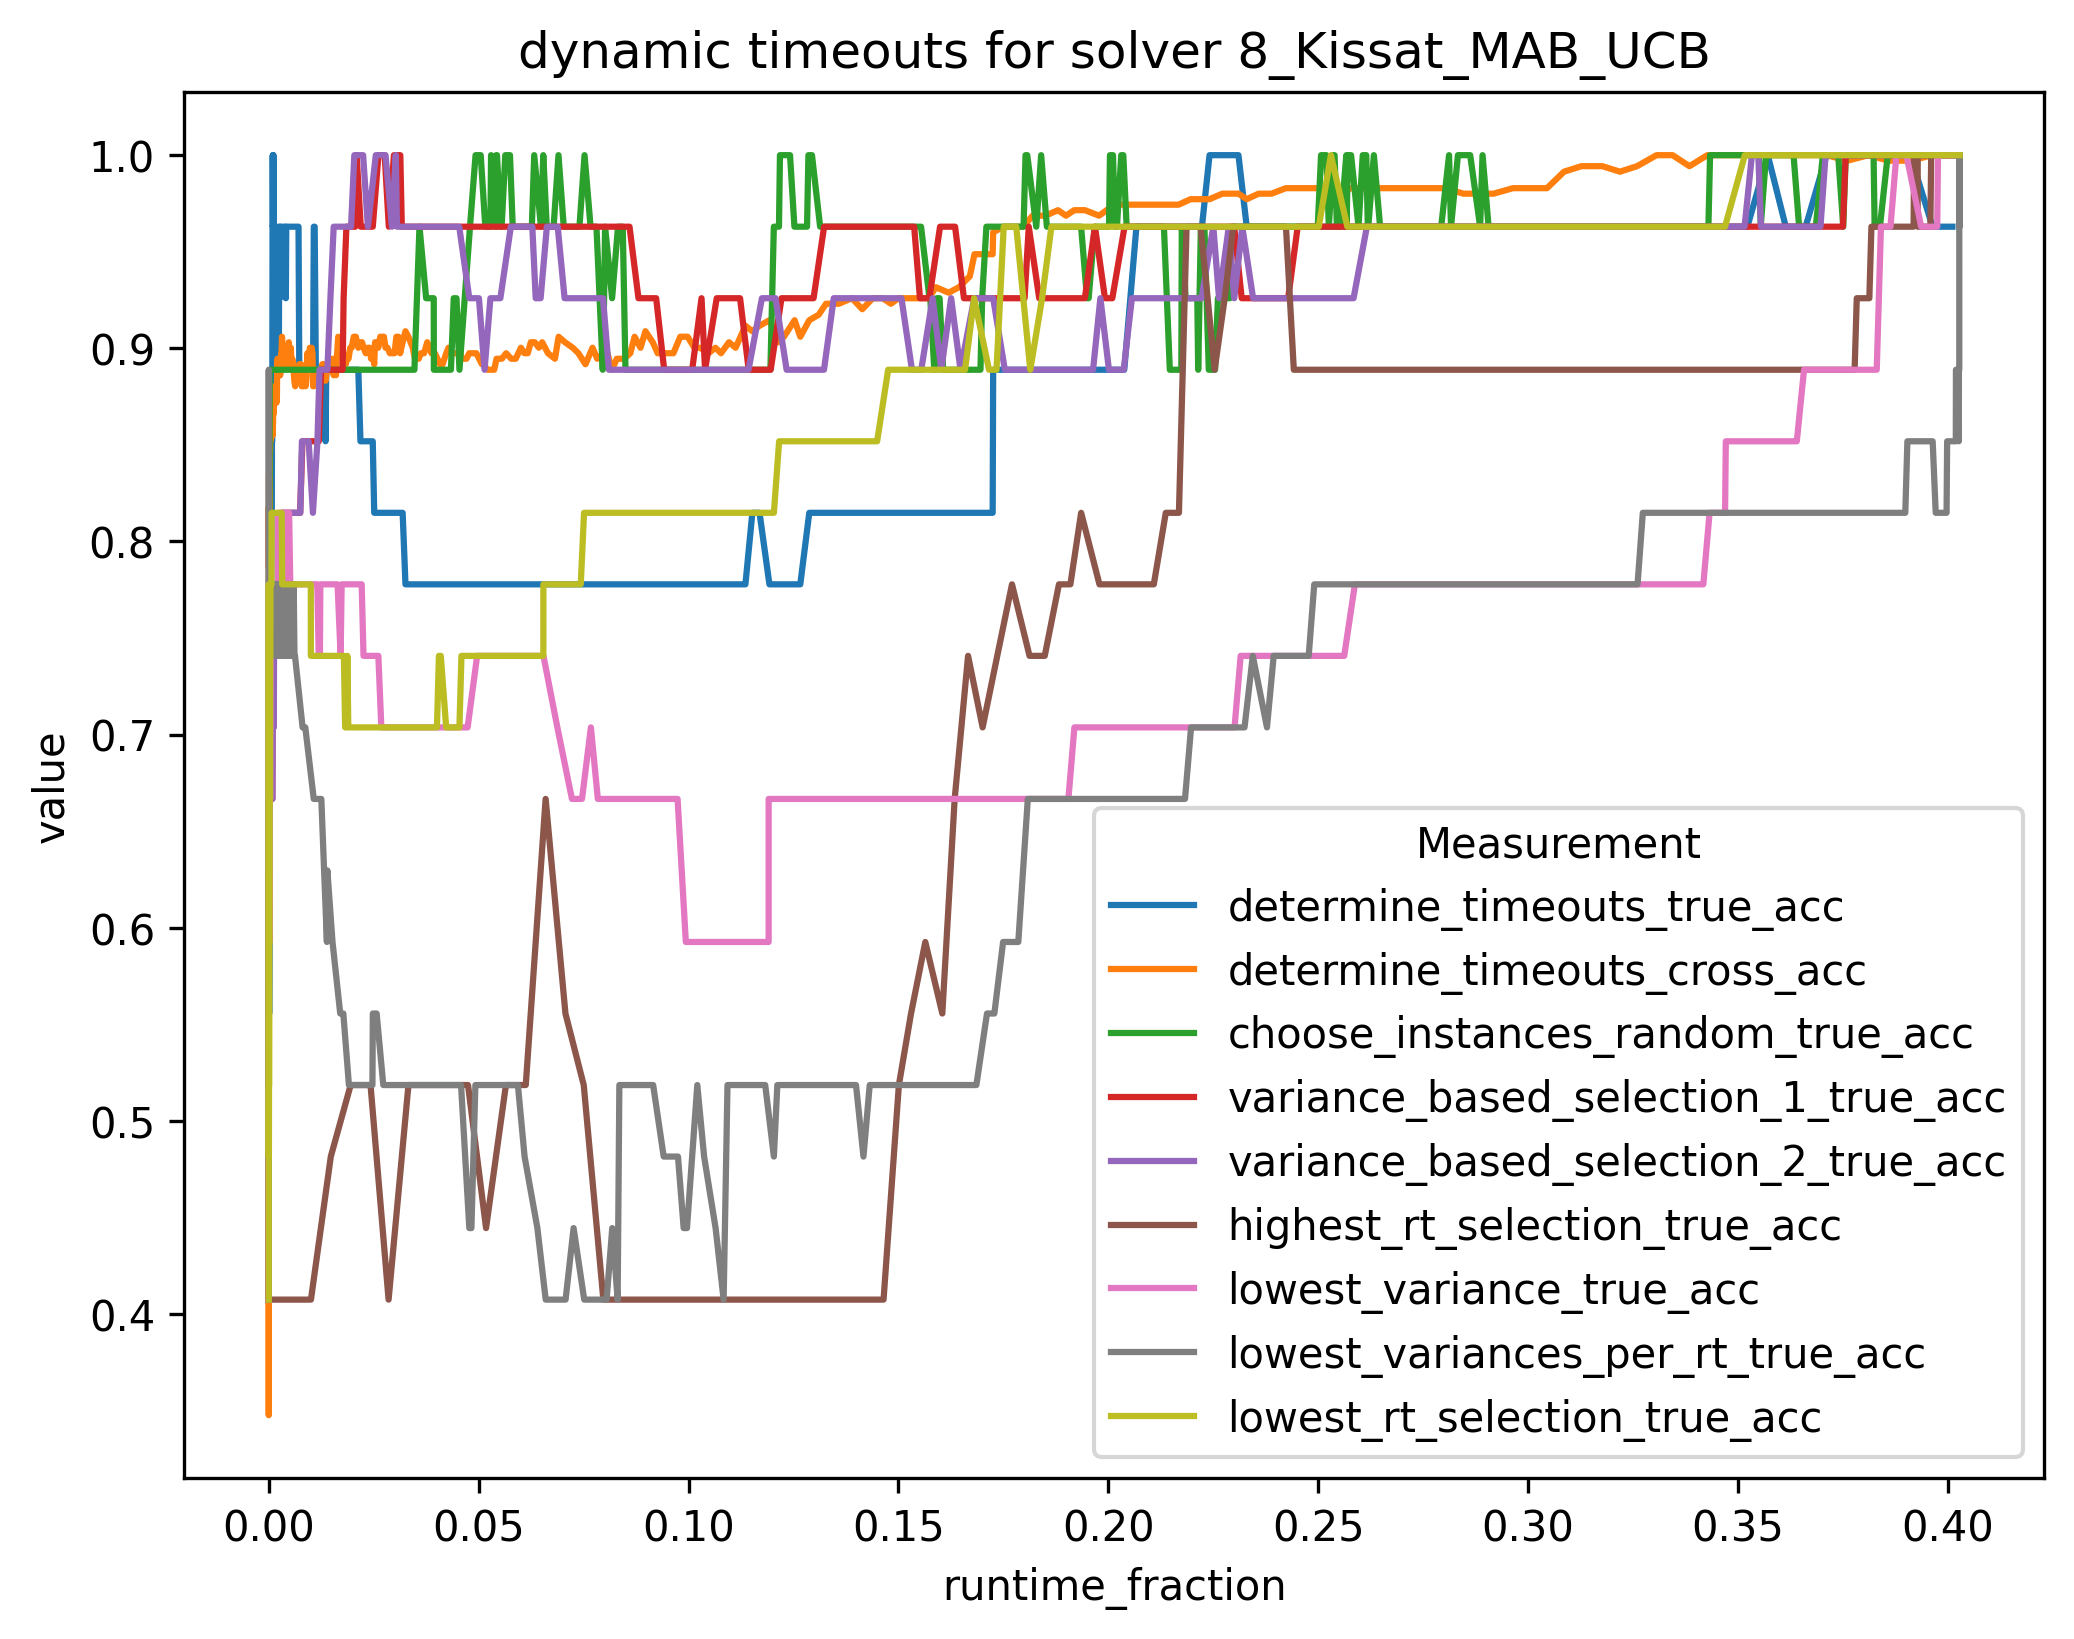 dynamic timeouts for solver 8_Kissat_MAB_UCB
1.0
0.9
0.8
0.7
0.6
0.5
0.4
value
Measurement
determine_timeouts_true_acc
determine_timeouts_cross_acc
choose_instances_random_true_acc
variance_based_selection_1_true_acc
variance_based_selection_2_true_acc
highest_rt_selection_true_acc
lowest_variance_true_acc
lowest_variances_per_rt_true_acc
lowest_rt_selection_true_acc
0.00 0.05 0.10 0.15 0.20 0.25 0.30 0.35 0.40
runtime_fraction